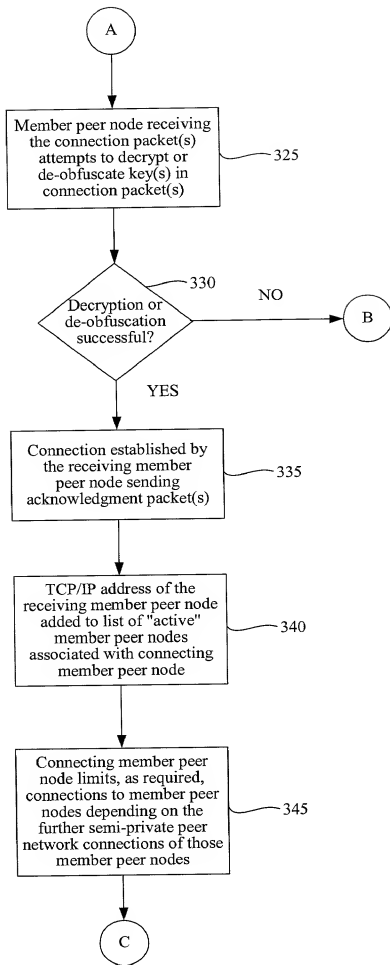 A
Member peer node receiving
the connection packet(s)
attempts to decrypt or
de-obfuscate key(s) in
connection packet(s)
325
330
Decryption or
de-obfuscation
successful?
NO
B
YES
Connection established by
the receiving member
peer node sending
acknowledgment packet(s)
335
TCP/IP address of the
receiving member peer node
added to list of "active"
member peer nodes
associated with connecting
member peer node
340
Connecting member peer
node limits, as required,
connections to member peer
nodes depending on the
further semi-private peer
network connections of those
member peer nodes
345
C